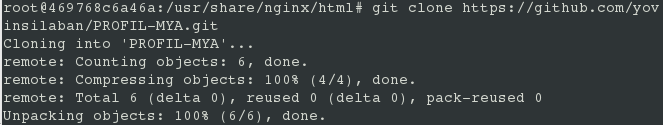 root@469768c6a46a:/usr/share/nginx/html# git clone https://github.com/yov
insilaban/PROFIL-MYA.git
Cloning into 'PROFIL-MYA'...
remote: Counting objects: 6, done.
remote: Compressing objects: 100% (4/4), done.
remote: Total 6 (delta 0), reused 0 (delta 0), pack-reused 0
Unpacking objects: 100% (6/6), done.